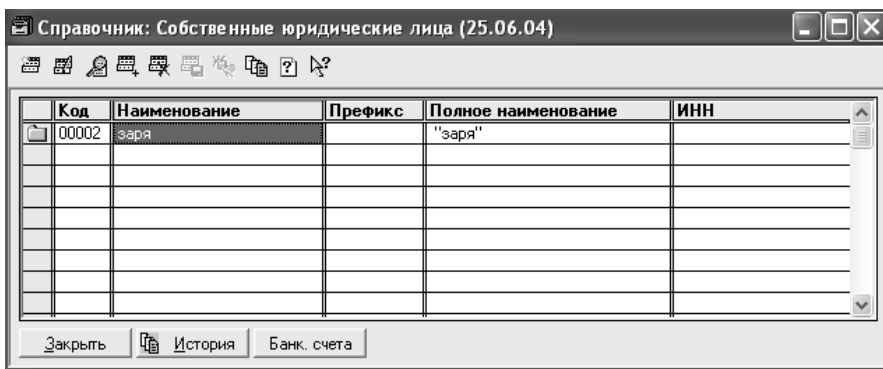 Справочник: Собственные юридические лица (25.06.04)
Код Наименование Префикс Полное наименование ИНН
00002 заря "заря"
Закрыть История Банк. счета